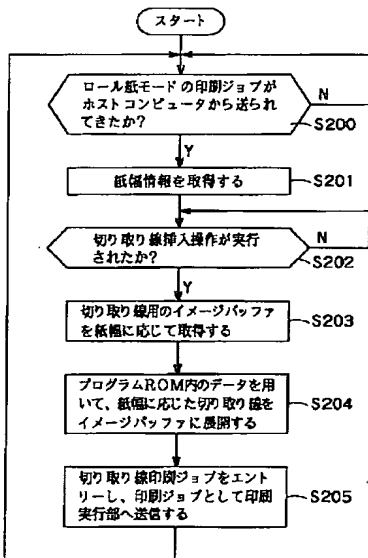 スタート
ロール紙モードの印刷ジョブが
ホストコンピュータから送られ
てきたか?
N
S200
Y
紙幅情報を取得する
S201
切り取り線挿入操作が実行
されたか?
N
S202
Y
切り取り線用のイメージバッファ
を紙幅に応じて取得する
S203
プログラムROM内のデータを用
いて、紙幅に応じた切り取り線を
イメージバッファに展開する
S204
切り取り線印刷ジョブをエント
リーし、印刷ジョブとして印刷
実行部へ送信する
S205